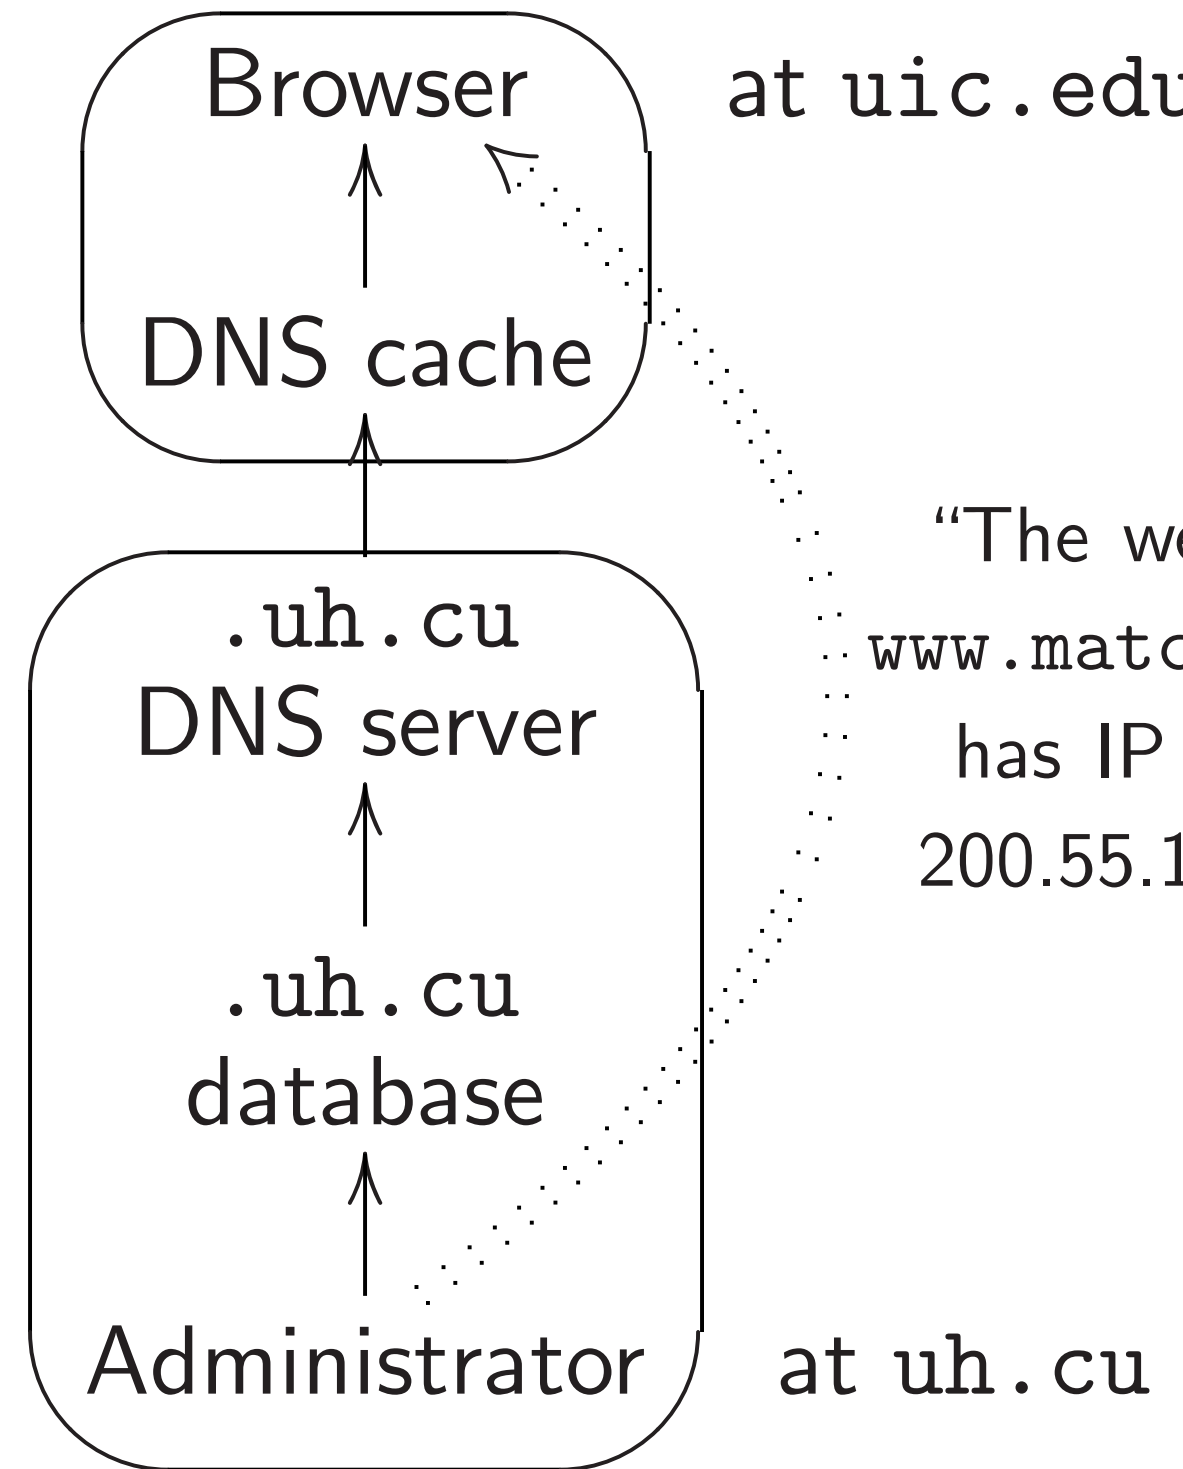 Browser at uic.edu
DNS cache
.uh.cu
DNS server
.uh.cu
database
Administrator at uh.cu
“The we
www.matc
has IP
200.55.1